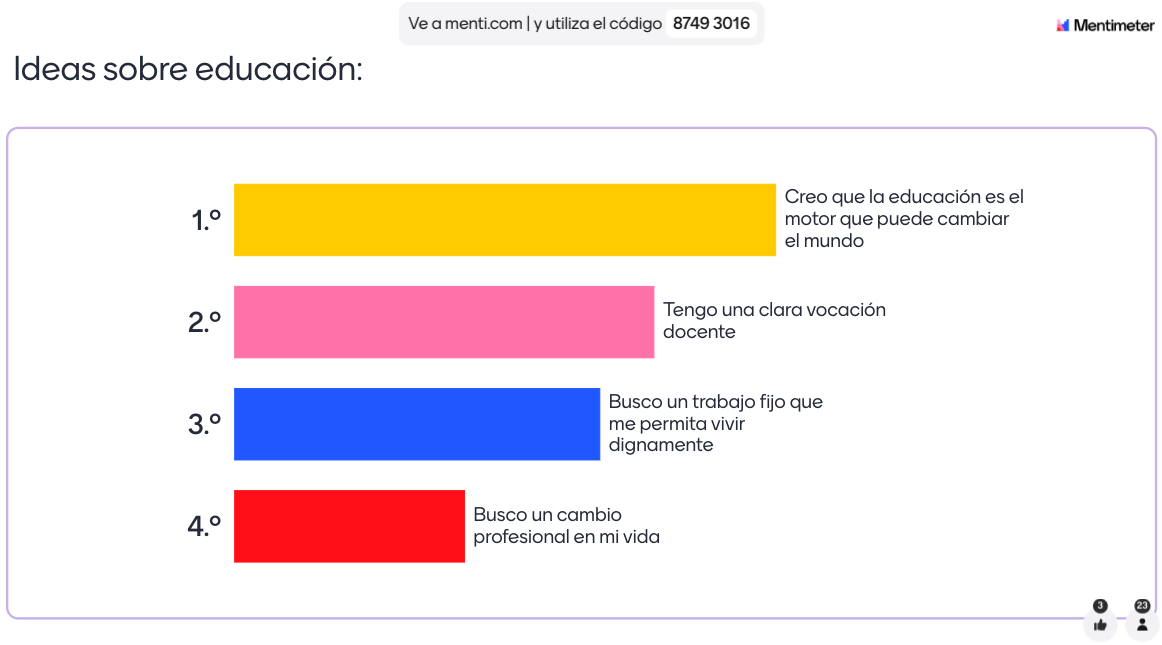 Ve a menti.com | y utiliza el código 8749 3016
Mentimeter
Ideas sobre educación:
1.º
Creo que la educación es el
motor que puede cambiar
el mundo
2.º
Tengo una clara vocación
docente
3.º
Busco un trabajo fijo que
me permita vivir
dignamente
4.º
Busco un cambio
profesional en mi vida
3
23